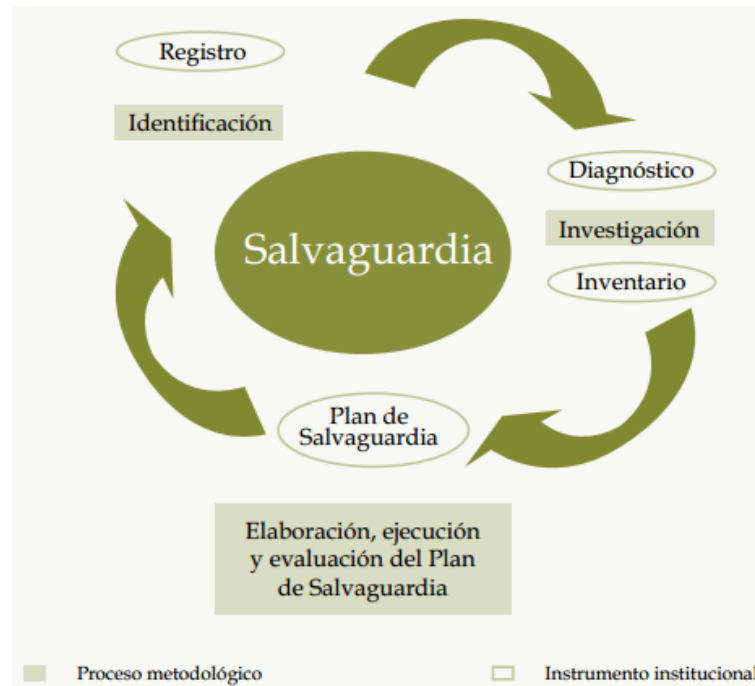 Registro
Identificación
Diagnóstico
Investigación
Inventario
Salvaguardia
Plan de
Salvaguardia
Elaboración, ejecución
y evaluación del Plan
de Salvaguardia
Proceso metodológico
Instrumento institucional